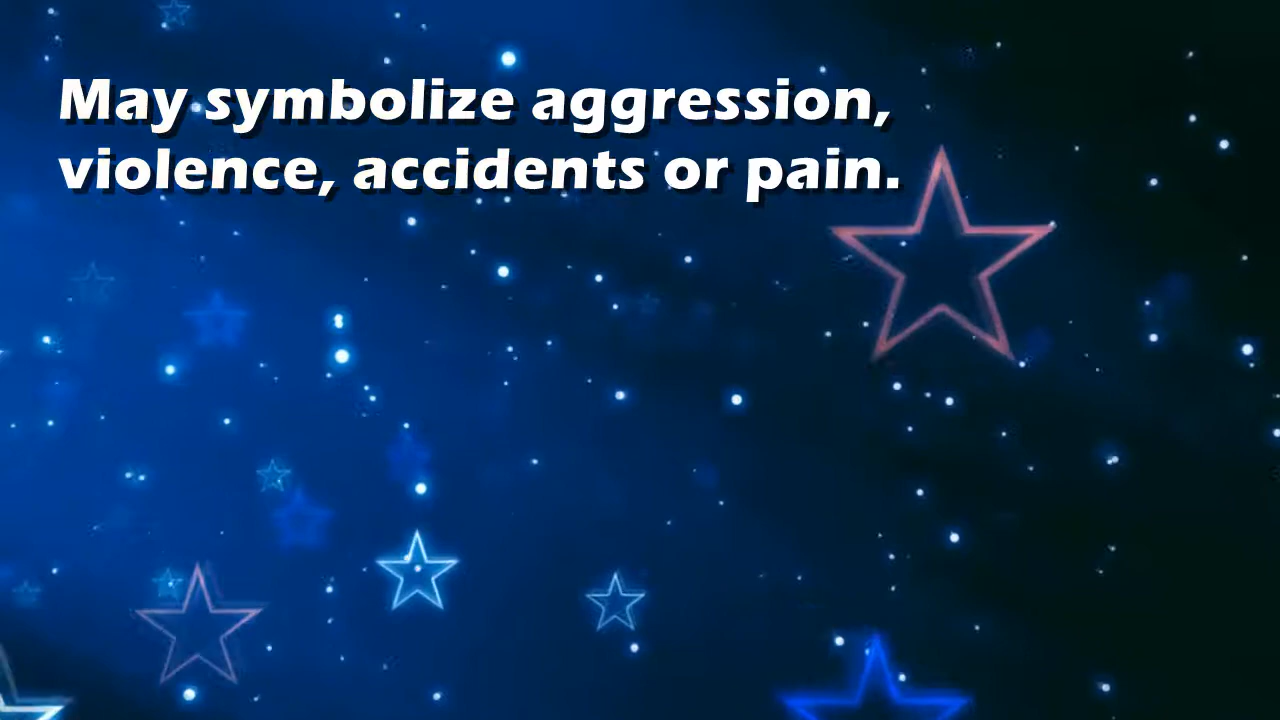 May symbolize aggression,
violence, accidents or pain.